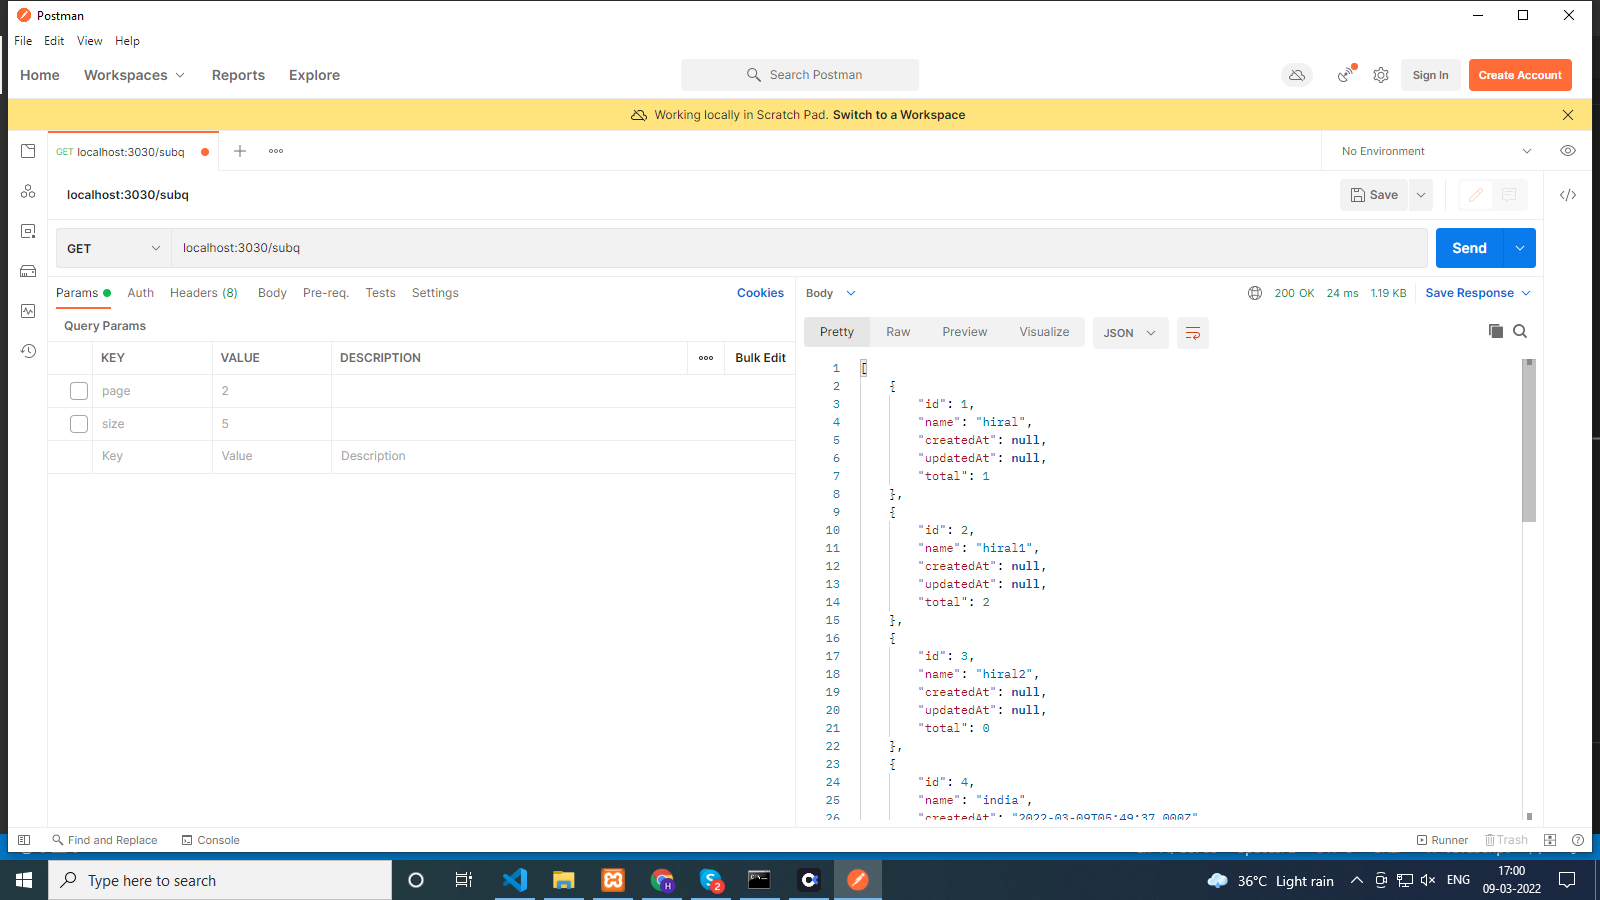 Postman
File Edit View Help
Home Workspaces Reports Explore Search Postman Sign In Create Account
Working locally in Scratch Pad. Switch to a Workspace
GET localhost:3030/subq No Environment
localhost:3030/subq Save
GET localhost:3030/subq Send
Params Auth Headers (8) Body Pre-req. Tests Settings Cookies
Body 200 OK 24 ms 1.19 KB Save Response
Query Params
Pretty Raw Preview Visualize JSON
KEY VALUE DESCRIPTION Bulk Edit
page 2
size 5
Key Value Description
1 [
2 {
3 "id": 1,
4 "name": "hiral",
5 "createdAt": null,
6 "updatedAt": null,
7 "total": 1
8 },
9 {
10 "id": 2,
11 "name": "hiral1",
12 "createdAt": null,
13 "updatedAt": null,
14 "total": 2
15 },
16 {
17 "id": 3,
18 "name": "hiral2",
19 "createdAt": null,
20 "updatedAt": null,
21 "total": 0
22 },
23 {
24 "id": 4,
25 "name": "india",
26 "createdAt": "2022-03-09T05:49:37.000Z"
Find and Replace Console Runner Trash
Type here to search
H
2
36°C Light rain ENG
17:00
09-03-2022